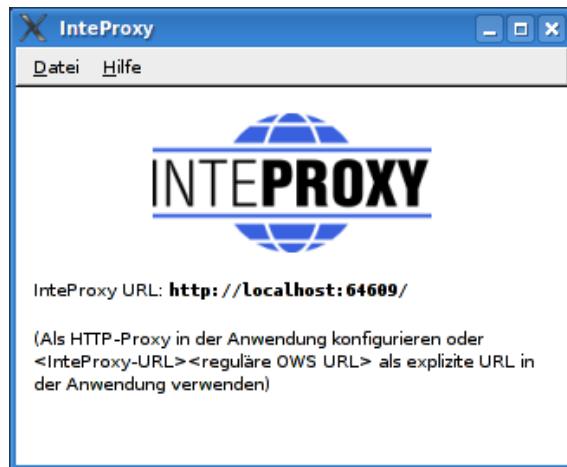 InteProxy
Datei Hilfe
INTEPROXY
InteProxy URL: http://localhost:64609/
(Als HTTP-Proxy in der Anwendung konfigurieren oder
<InteProxy-URL><reguläre OWS URL> als explizite URL in
der Anwendung verwenden)